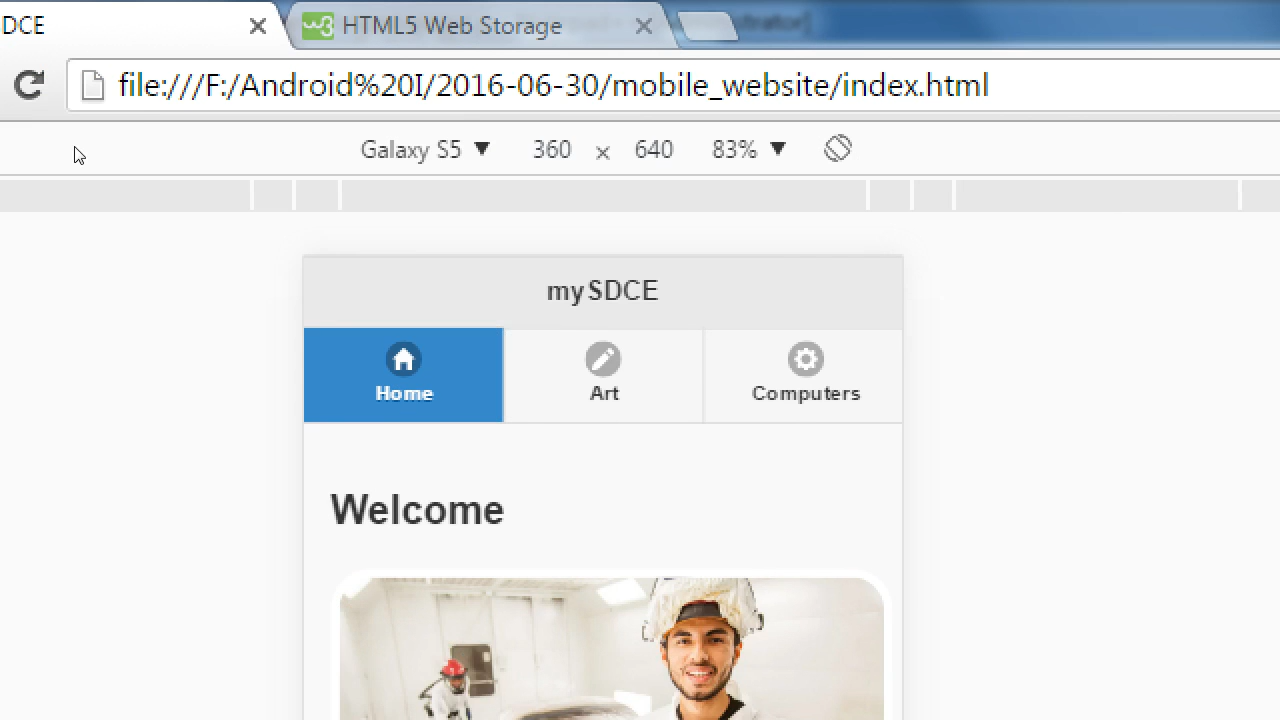 DCE
HTML5 Web Storage
file:///F:/Android%20I/2016-06-30/mobile_website/index.html
Galaxy S5 ▼ 360 × 640 83% ▼
mySDCE
Home Art Computers
Welcome